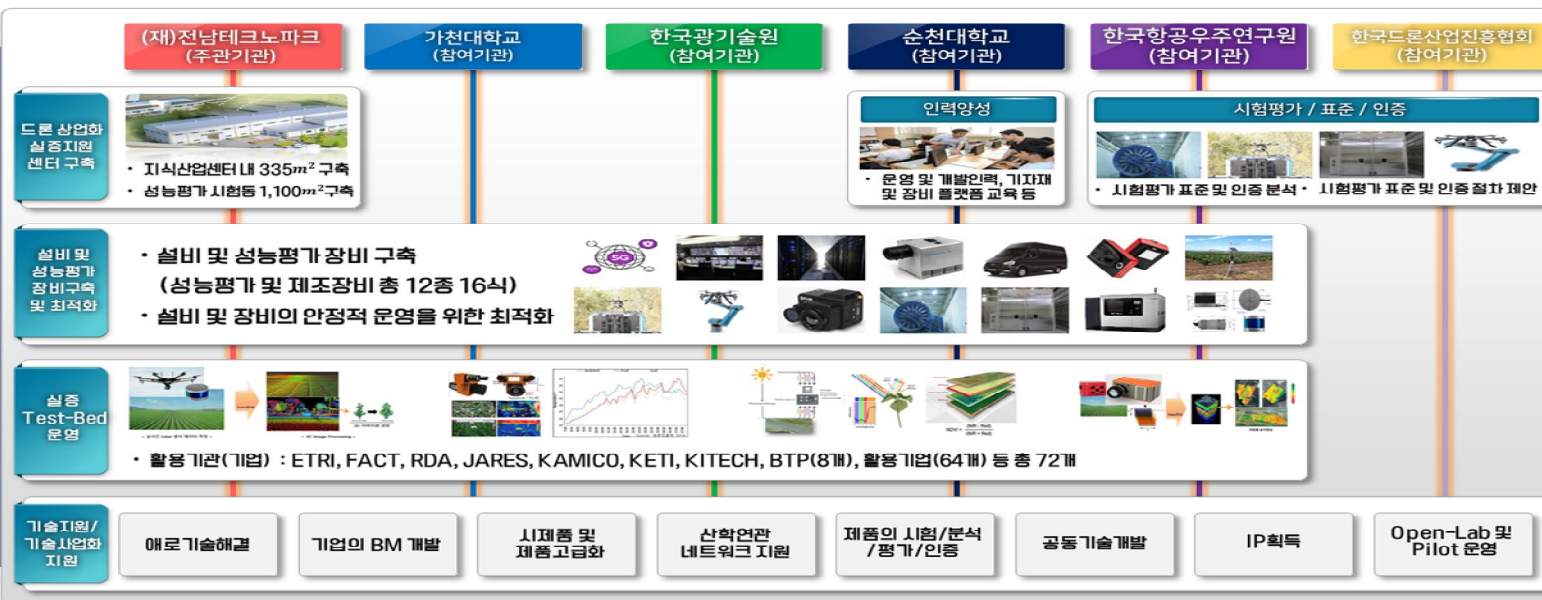 (재)전남테크노파크
(주관기관)
가천대학교
(참여기관)
한국광기술원
(참여기관)
순천대학교
(참여기관)
한국항공우주연구원
(참여기관)
한국드론산업진흥협회
(참여기관)
드론 상업화
실증지원
센터 구축
• 지식산업센터 내 335m² 구축
• 성능평가 시험동 1,100m²구축
인력양성
• 운영 및 개발인력, 기자재
및 장비 플랫폼 교육 등
시험평가 / 표준 / 인증
• 시험평가 표준 및 인증 분석
• 시험평가 표준 및 인증 절차 제안
설비 및
성능평가
장비구축
및 최적화
• 설비 및 성능평가 장비 구축
(성능평가 및 제조장비 총 12종 16식)
• 설비 및 장비의 안정적 운영을 위한 최적화
5G
실증
Test-Bed
운영
NDVI = (NIR - Red)
(NIR + Red)
• 활용기관(기업) : ETRI, FACT, RDA, JARES, KAMICO, KETI, KITECH, BTP(8개), 활용기업(64개) 등 총 72개
기술지원/
기술사업화
지원
애로기술해결
기업의 BM 개발
시제품 및
제품고급화
산학연관
네트워크 지원
제품의 시험/분석
/평가/인증
공동기술개발
IP획득
Open-Lab 및
Pilot 운영